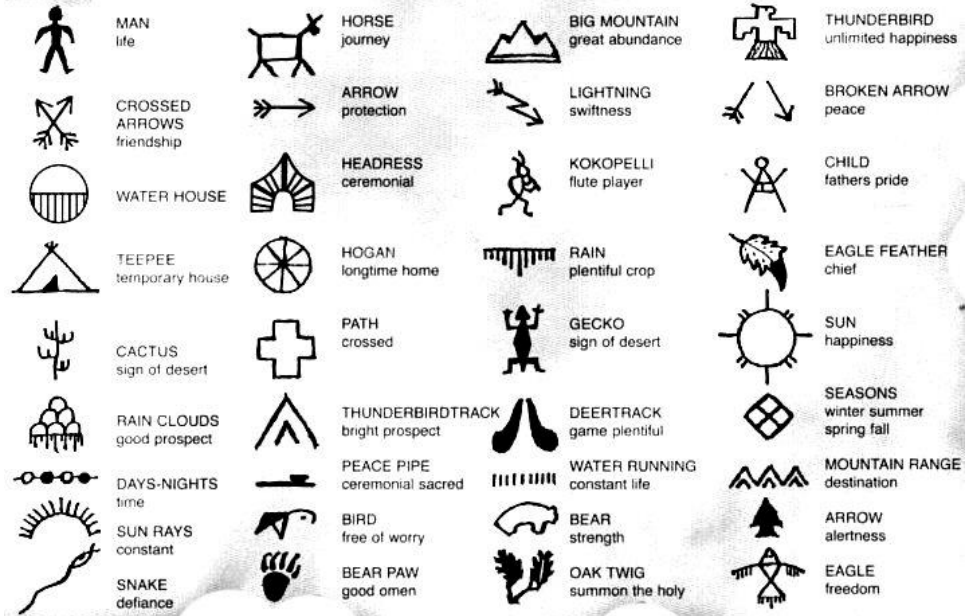 MAN
life
CROSSED
ARROWS
friendship
WATER HOUSE
TEEPEE
temporary house
CACTUS
sign of desert
RAIN CLOUDS
good prospect
DAYS-NIGHTS
time
SUN RAYS
constant
SNAKE
defiance
HORSE
journey
ARROW
protection
HEADRESS
ceremonial
HOGAN
longtime home
PATH
crossed
THUNDERBIRDTRACK
bright prospect
PEACE PIPE
ceremonial sacred
BIRD
free of worry
BEAR PAW
good omen
BIG MOUNTAIN
great abundance
LIGHTNING
swiftness
KOKOPELLI
flute player
RAIN
plentiful crop
GECKO
sign of desert
DEERTRACK
game plentiful
WATER RUNNING
constant life
BEAR
strength
OAK TWIG
summon the holy
THUNDERBIRD
unlimited happiness
BROKEN ARROW
peace
CHILD
fathers pride
EAGLE FEATHER
chief
SUN
happiness
SEASONS
winter summer
spring fall
MOUNTAIN RANGE
destination
ARROW
alertness
EAGLE
freedom